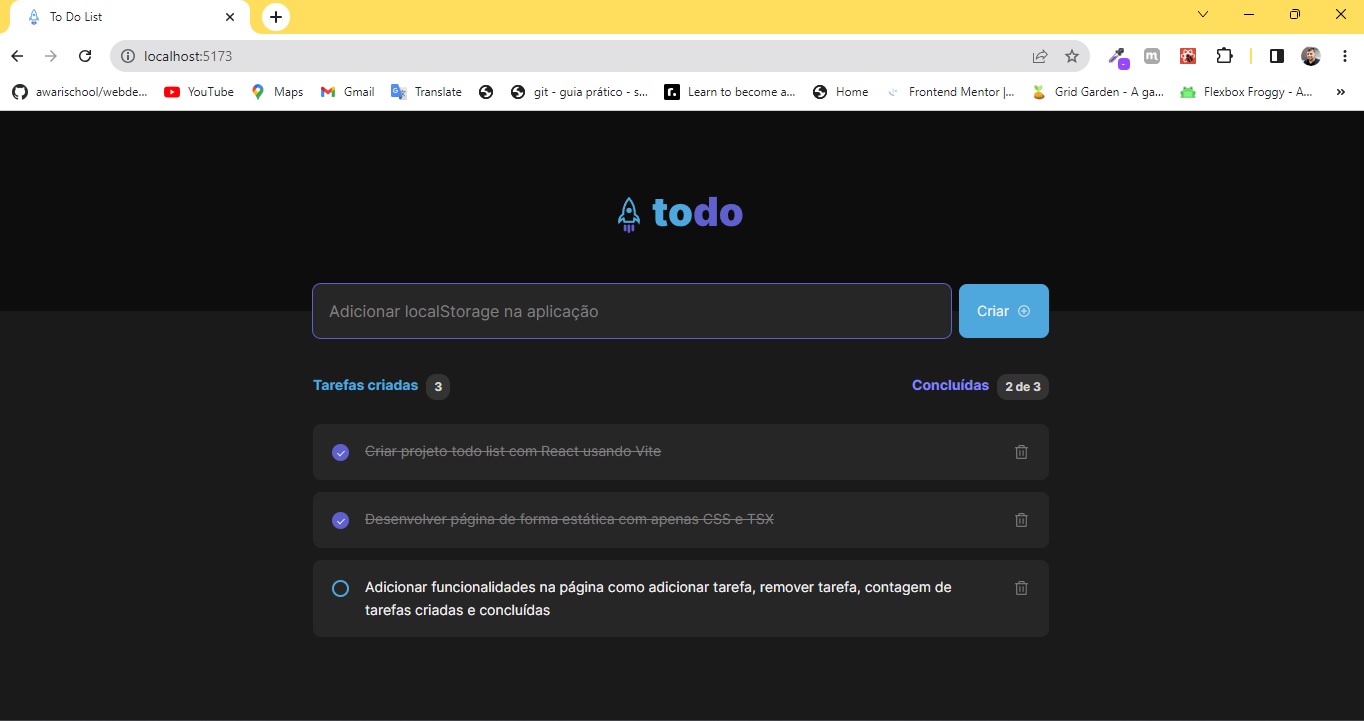 To Do List
localhost:5173
awarischool/webde...
YouTube
Maps
Gmail
Translate
git - guia prático - s...
Learn to become a...
Home
Frontend Mentor |...
Grid Garden - A ga...
Flexbox Froggy - A...
»
todo
Adicionar localStorage na aplicação
Criar
Tarefas criadas 3
Concluídas 2 de 3
Criar projeto todo list com React usando Vite
Desenvolver página de forma estática com apenas CSS e TSX
Adicionar funcionalidades na página como adicionar tarefa, remover tarefa, contagem de
tarefas criadas e concluídas